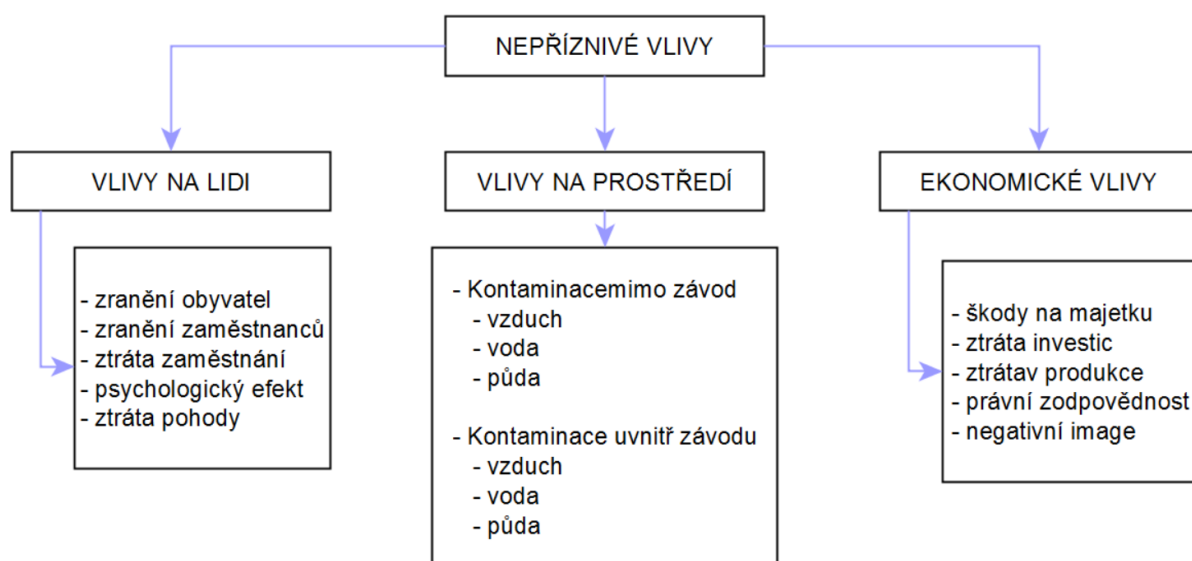 NEPŘÍZNIVÉ VLIVY
VLIVY NA LIDI
- zranění obyvatel
- zranění zaměstnanců
- ztráta zaměstnání
- psychologický efekt
- ztráta pohody
VLIVY NA PROSTŘEDÍ
- Kontaminacemimo závod
- vzduch
- voda
- půda
- Kontaminace uvnitř závodu
- vzduch
- voda
- půda
EKONOMICKÉ VLIVY
- škody na majetku
- ztráta investic
- ztrátav produkce
- právní zodpovědnost
- negativní image